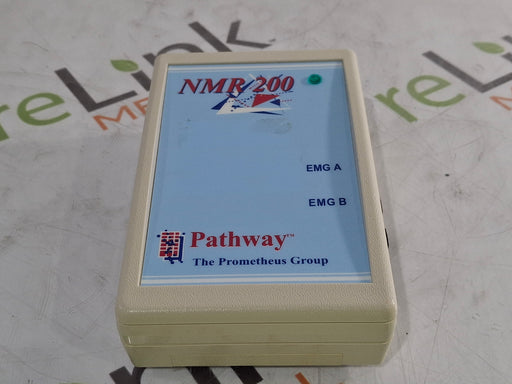 NMR 200
EMG A
EMG B
Pathway™
The Prometheus Group